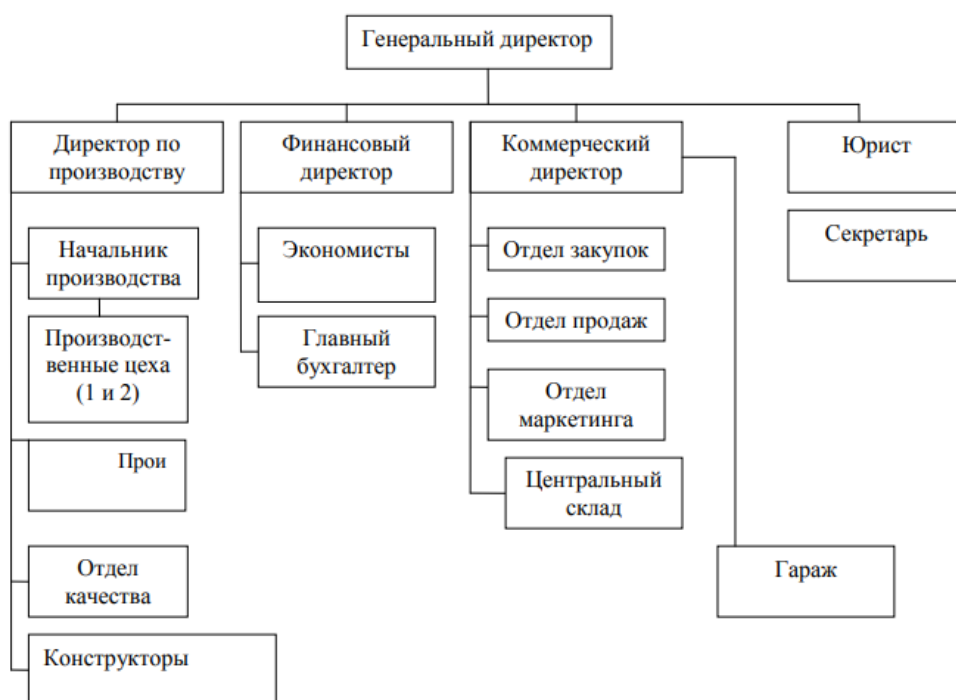 Генеральный директор
Директор по
производству
Финансовый
директор
Коммерческий
директор
Юрист
Секретарь
Начальник
производства
Производст-
венные цеха
(1 и 2)
Прои
Отдел
качества
Конструкторы
Экономисты
Главный
бухгалтер
Отдел закупок
Отдел продаж
Отдел
маркетинга
Центральный
склад
Гараж